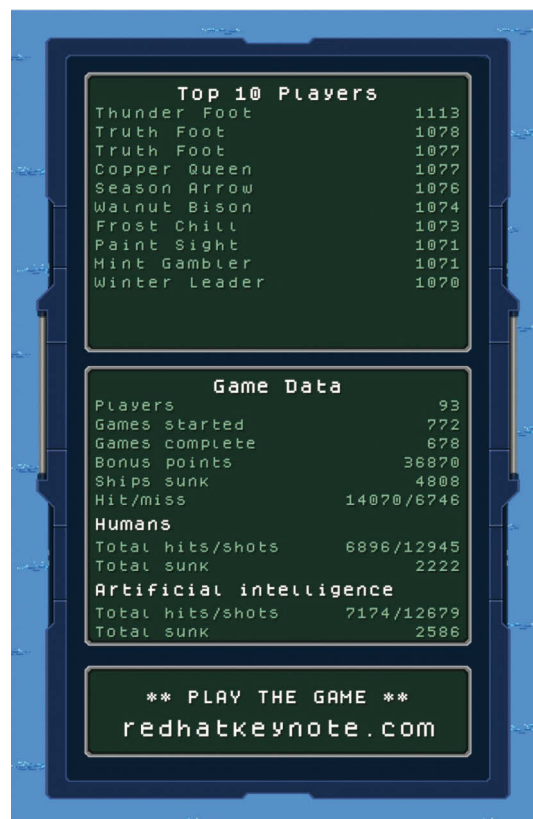 Top 10 Players
Thunder Foot 1113
Truth Foot 1078
Truth Foot 1077
Copper Queen 1077
Season Arrow 1076
Walnut Bison 1074
Frost Chill 1073
Paint Sight 1071
Mint Gambler 1071
Winter Leader 1070
Game Data
Players 93
Games started 772
Games complete 678
Bonus points 36870
Ships sunk 4808
Hit/miss 14070/6746
Humans
Total hits/shots 6896/12945
Total sunk 2222
Artificial intelligence
Total hits/shots 7174/12679
Total sunk 2586
** PLAY THE GAME **
redhatkeynote.com